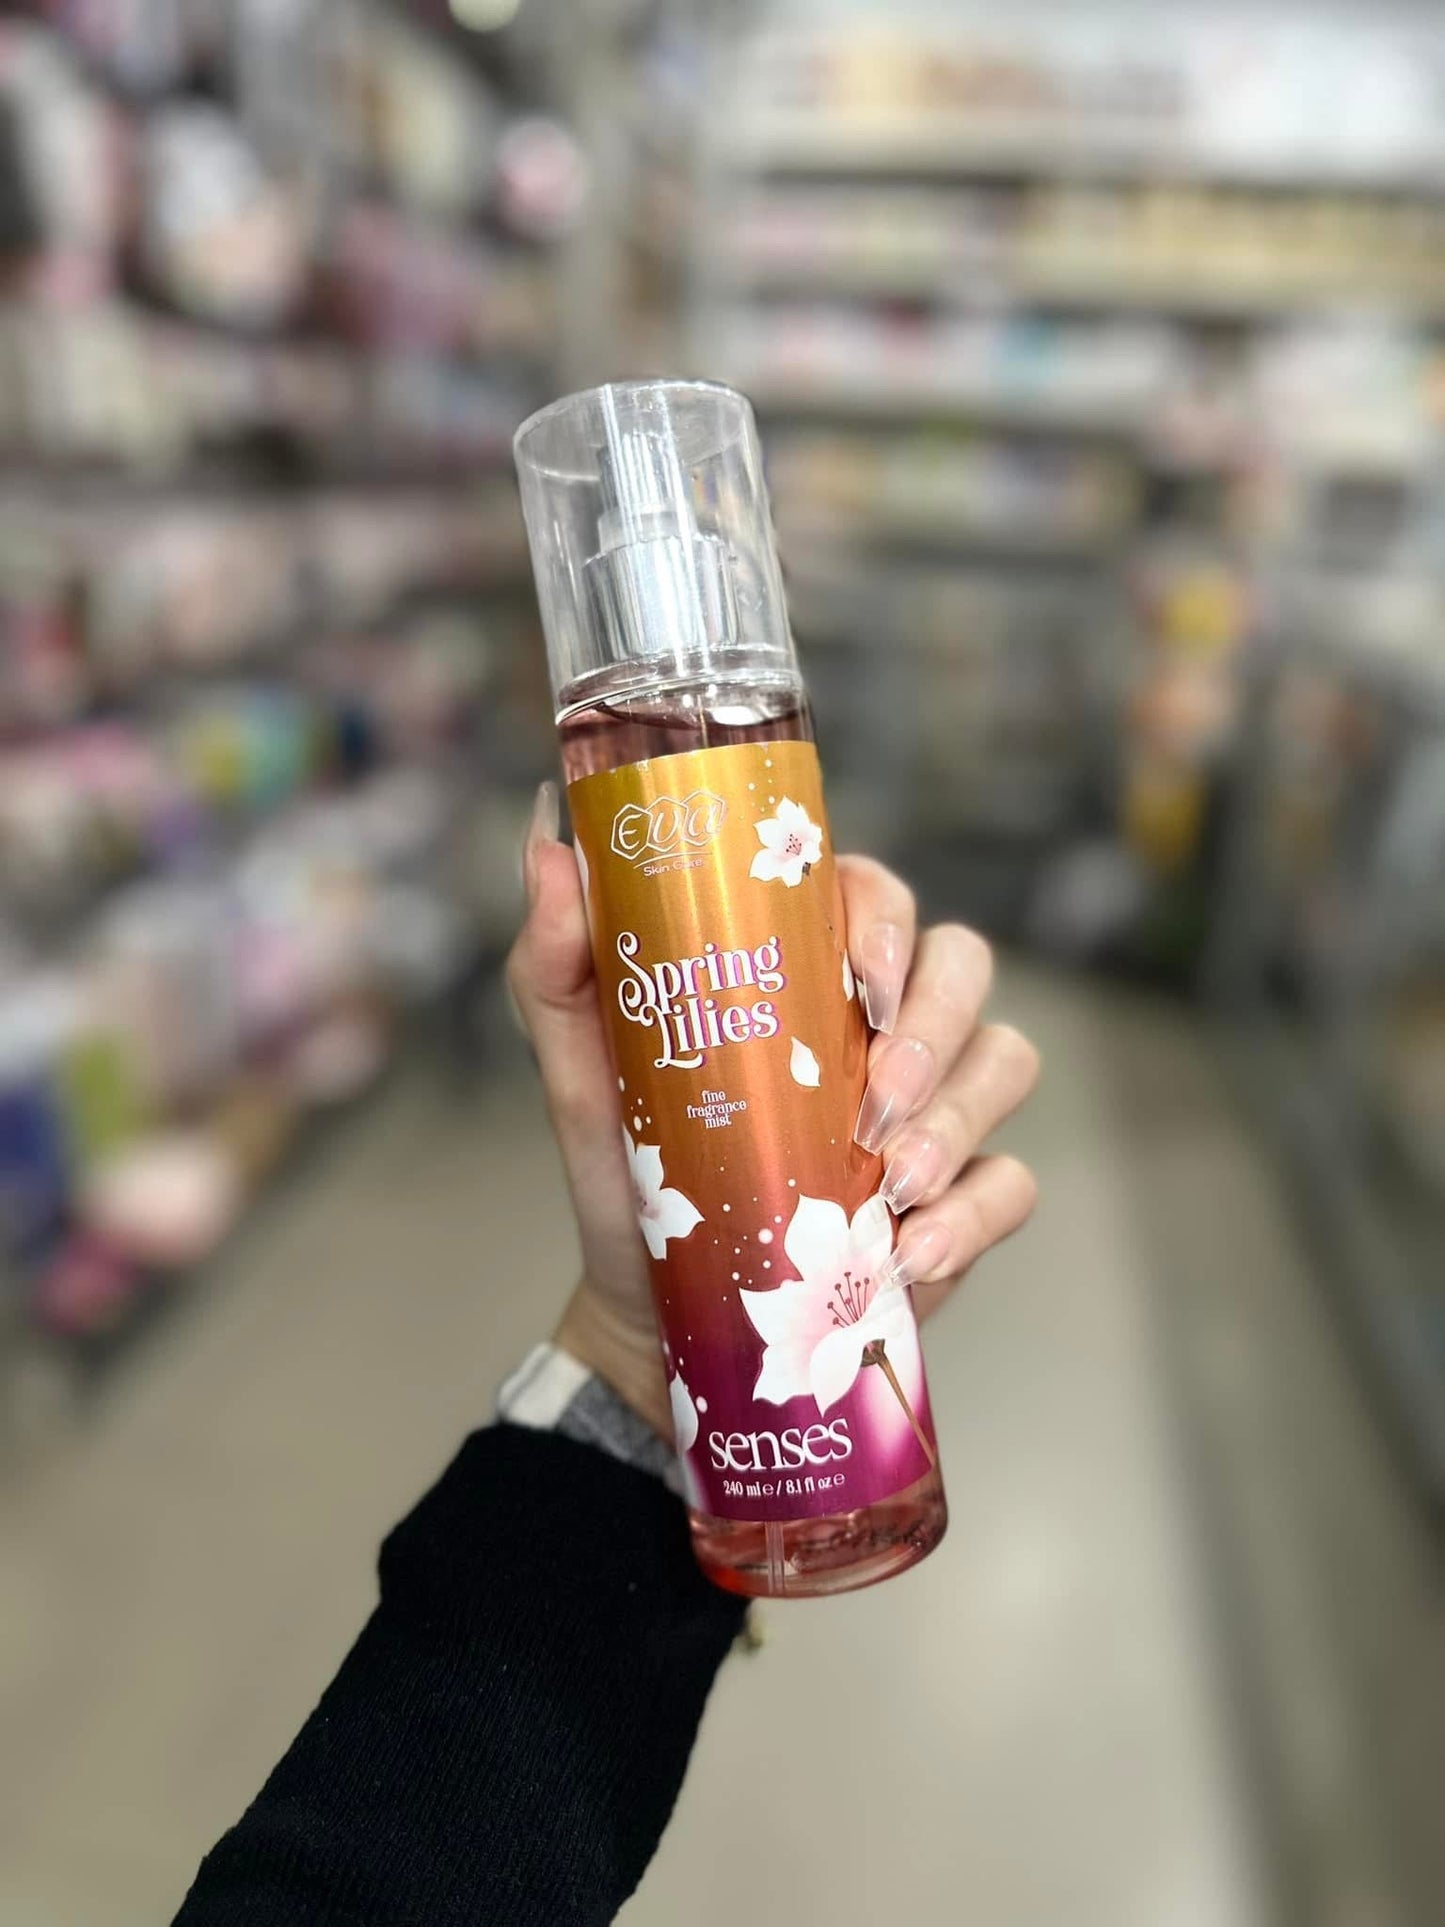 Eva
Skin Care
Spring
Lilies
fine
fragrance
mist
senses
240 ml e / 8.1 fl oz e